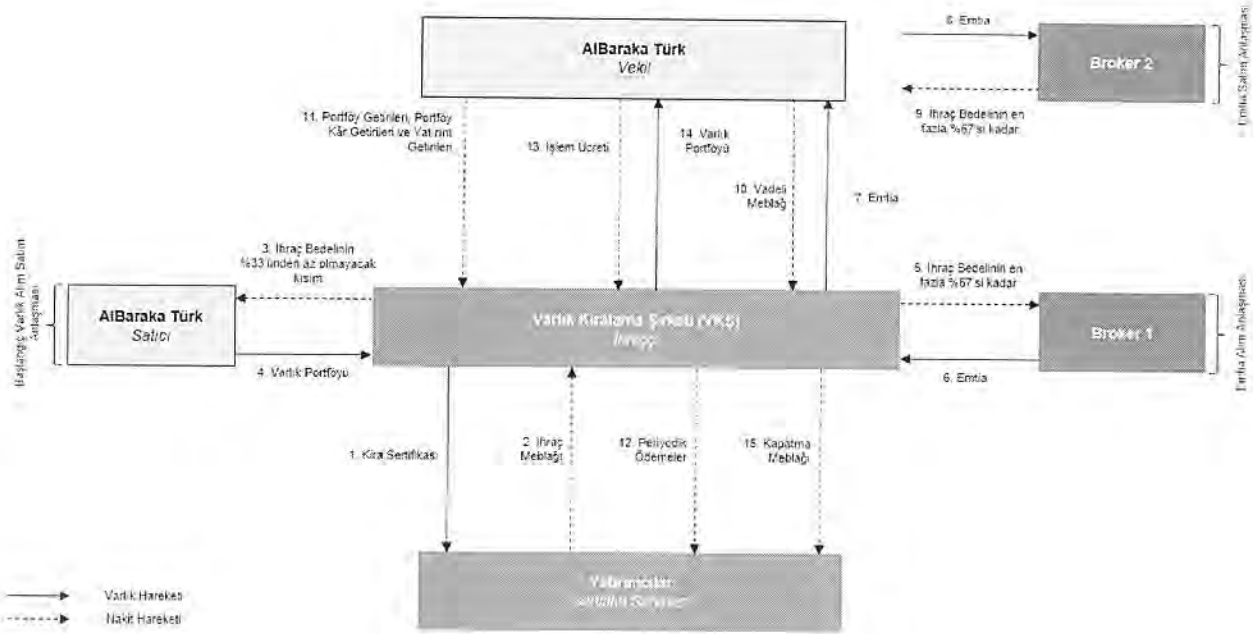 AlBaraka Türk
Vekil
8. Emtia
Broker 2
Emtia Satım Anlaşması
9. İhraç Bedelinin en
fazla %67'si kadar
11. Portföy Getirileri, Portföy
Kâr Getirileri ve Yatırım
Getirileri
13. İşlem Ücreti
14. Varlık
Portföyü
10. Vadeli
Meblağ
7. Emtia
3. İhraç Bedelinin
%33'ünden az olmayacak
kısım
5. İhraç Bedelinin en
fazla %67'si kadar
Başlangıç Varlık Alım Satım
Anlaşması
AlBaraka Türk
Satıcı
Varlık Kiralama Şirketi (VKŞ)
İhraççı
Broker 1
Emtia Alım Anlaşması
4. Varlık Portföyü
6. Emtia
1. Kira Sertifikası
2. İhraç
Meblağı
12. Periyodik
Ödemeler
15. Kapatma
Meblağı
Yatırımcılar
Sertifika Sahipleri
Varlık Hareketi
Nakit Hareketi